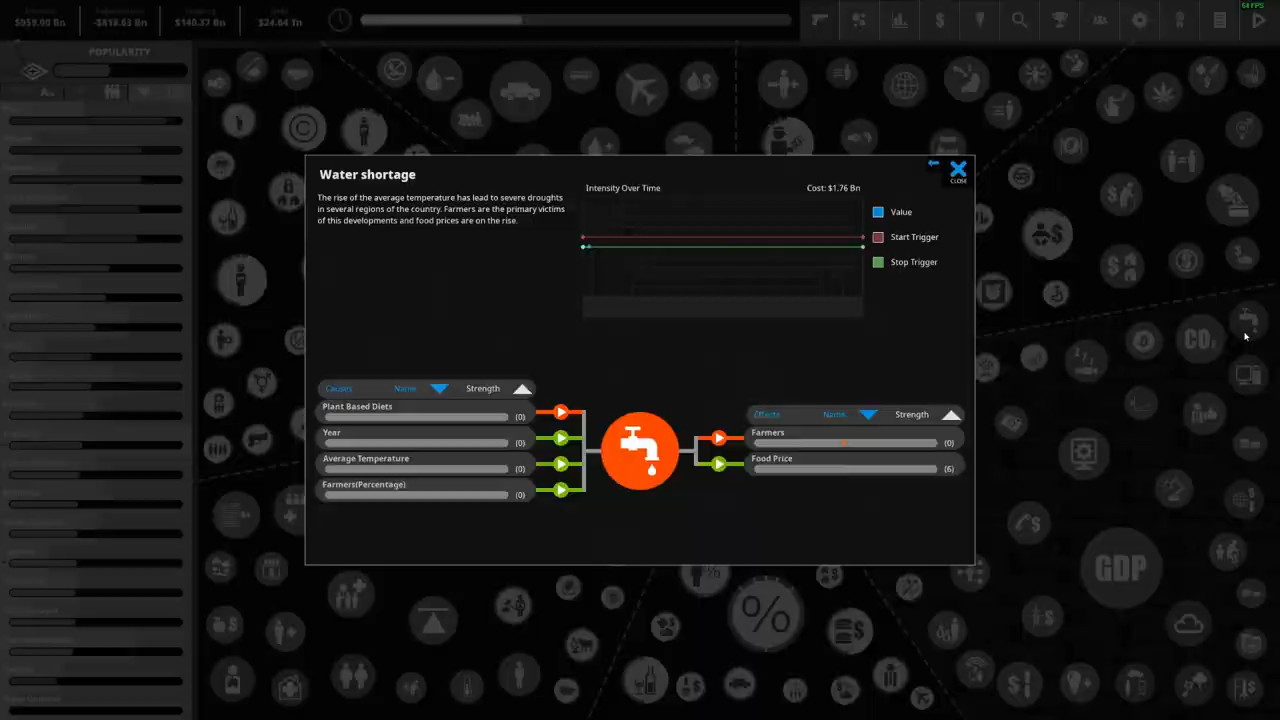 64 FPS
$959.00 Bn
$140.37 Bn
$24.64 Tn
POPULARITY
Water shortage
CLOSE
The rise of the average temperature has lead to severe droughts
in several regions of the country. Farmers are the primary victims
of this developments and food prices are on the rise.
Intensity Over Time
Cost: $1.76 Bn
Value
Start Trigger
Stop Trigger
Causes Name Strength
Plant Based Diets
(0)
Year
(0)
Average Temperature
(0)
Farmers(Percentage)
(0)
Effects Name Strength
Farmers
(0)
Food Price
(6)
CO₂
GDP
%